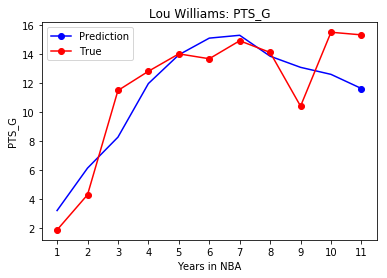 Lou Williams: PTS_G
Prediction
True
16
14
12
10
8
6
4
2
PTS_G
1 2 3 4 5 6 7 8 9 10 11
Years in NBA